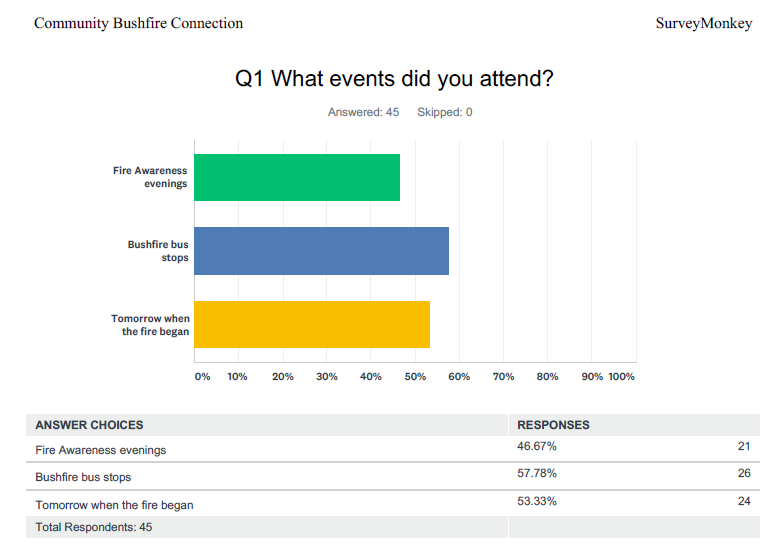 Community Bushfire Connection SurveyMonkey
Q1 What events did you attend?
Answered: 45 Skipped: 0
Fire Awareness
evenings
Bushfire bus
stops
Tomorrow when
the fire began
0% 10% 20% 30% 40% 50% 60% 70% 80% 90% 100%
ANSWER CHOICES RESPONSES
Fire Awareness evenings 46.67% 21
Bushfire bus stops 57.78% 26
Tomorrow when the fire began 53.33% 24
Total Respondents: 45